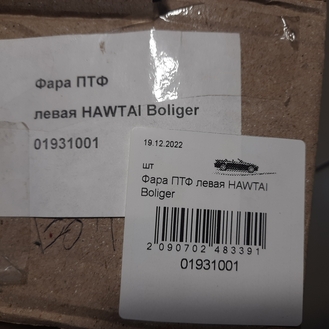 Фара ПТФ
левая HAWTAI Boliger
01931001
19.12.2022
шт
Фара ПТФ левая HAWTAI
Boliger
2 090702 483391
01931001